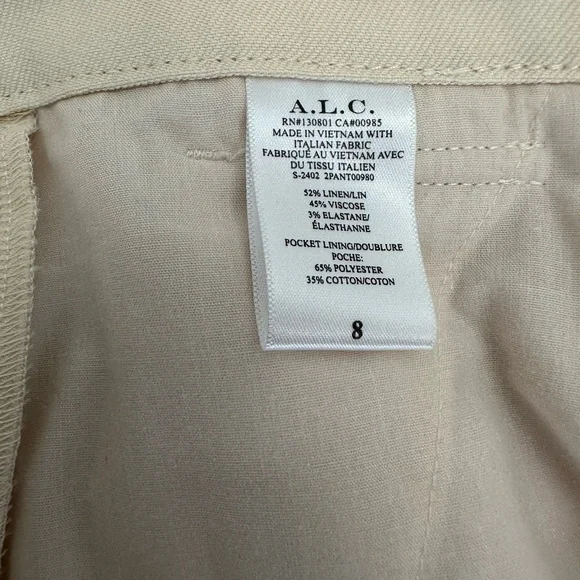 A.L.C.
RN#130801 CA#00985
MADE IN VIETNAM WITH
ITALIAN FABRIC
FABRIQUÉ AU VIETNAM AVEC
DU TISSU ITALIEN
S-2402 2PANT00980
52% LINEN/LIN
45% VISCOSE
3% ELASTANE/
ÉLASTHANNE
POCKET LINING/DOUBLURE
POCHE:
65% POLYESTER
35% COTTON/COTON
8